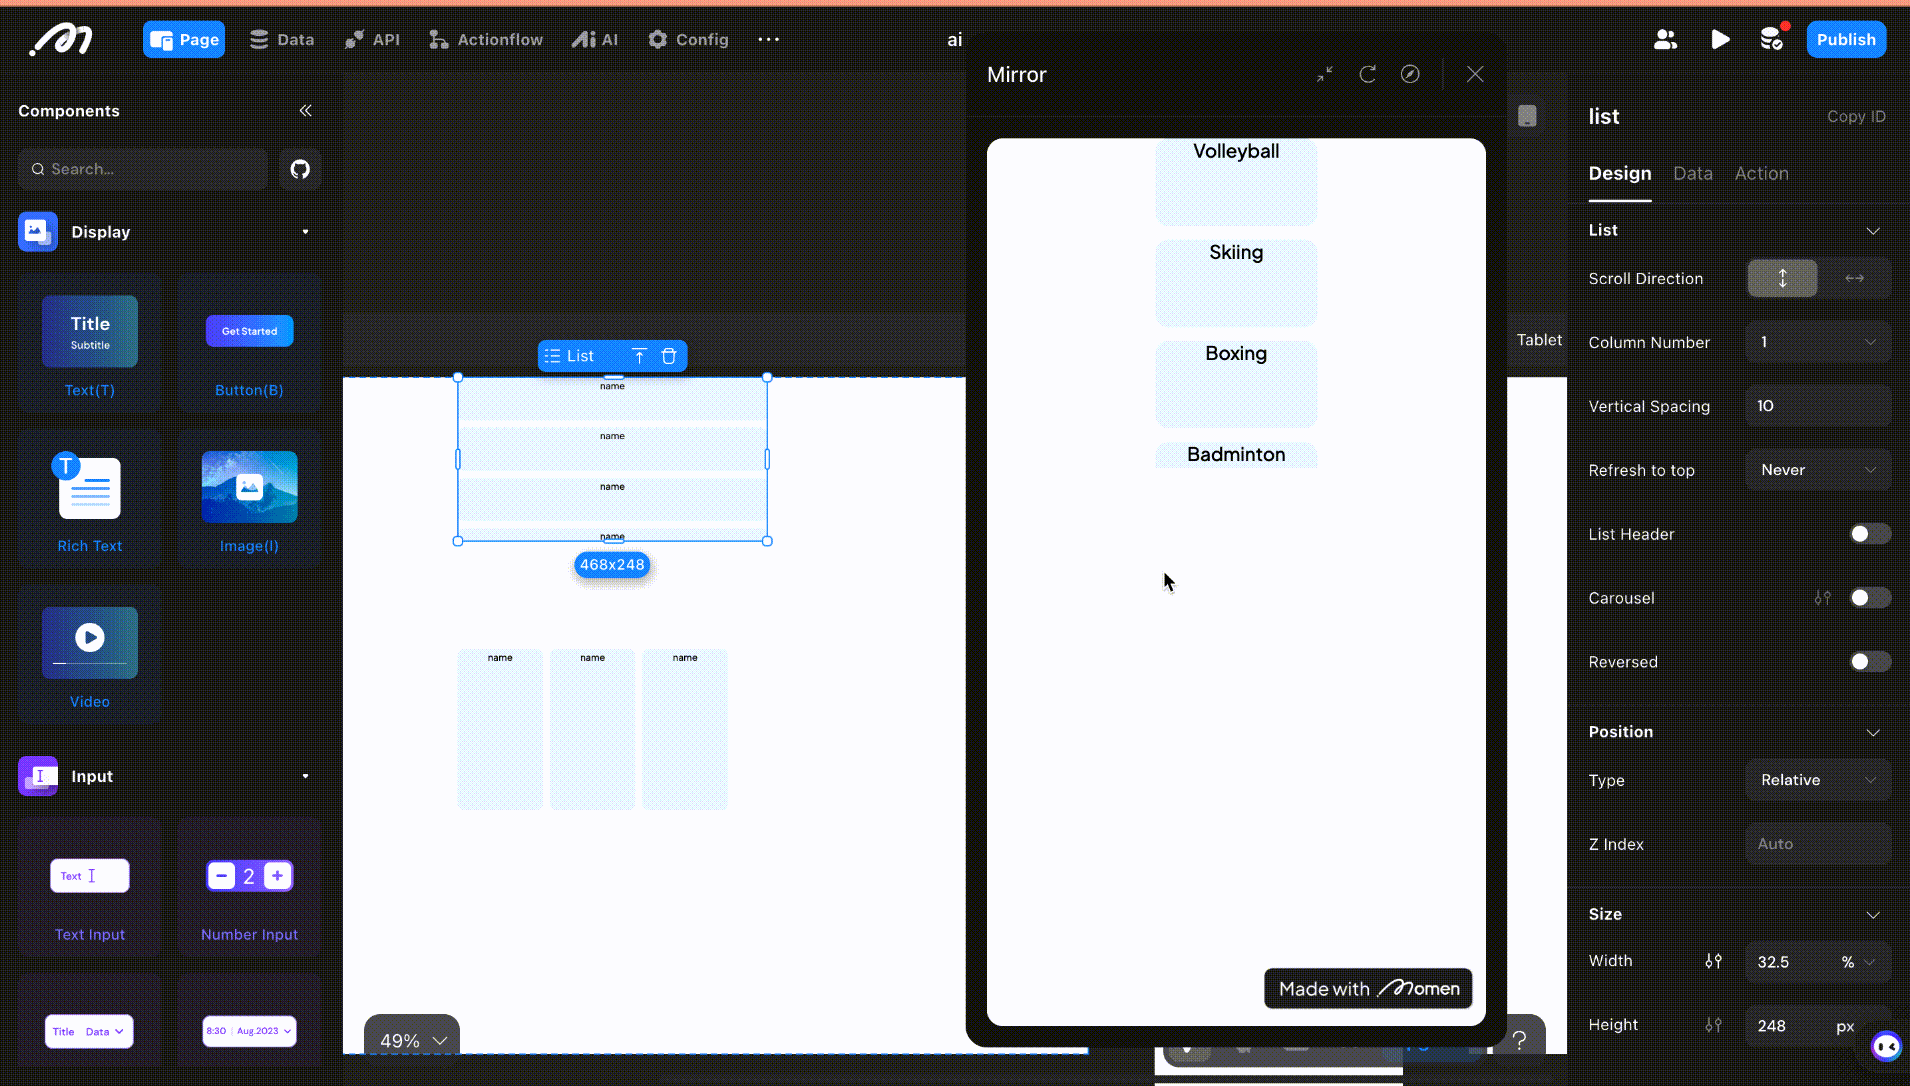 Page
Data
API
Actionflow
AI
Config
ai
Publish
Components
Search...
Display
Title
Subtitle
Text(T)
Get Started
Button(B)
T
Rich Text
Image(I)
Video
Input
Text
Text Input
2
Number Input
Title Data
8:30 Aug.2023
List
name
name
name
name
468x248
name
name
name
49%
Mirror
Volleyball
Skiing
Boxing
Badminton
Made with Momen
Tablet
?
list
Copy ID
Design
Data
Action
List
Scroll Direction
Column Number
1
Vertical Spacing
10
Refresh to top
Never
List Header
Carousel
Reversed
Position
Type
Relative
Z Index
Auto
Size
Width
32.5
%
Height
248
px